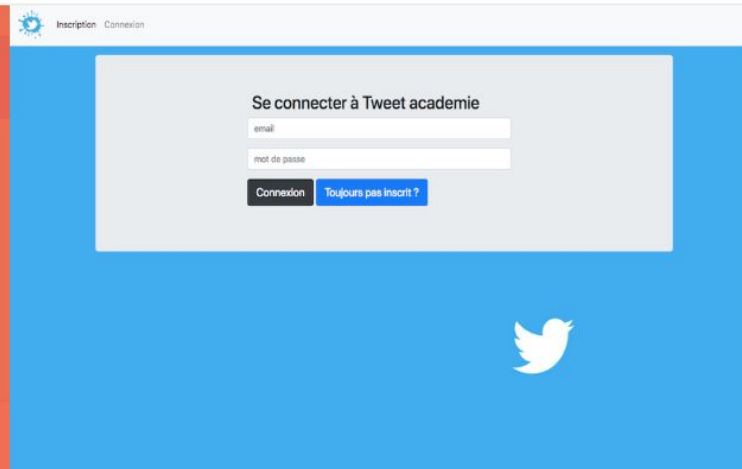 Inscription Connexion
Se connecter à Tweet academie
email
mot de passe
Connexion Toujours pas inscrit ?